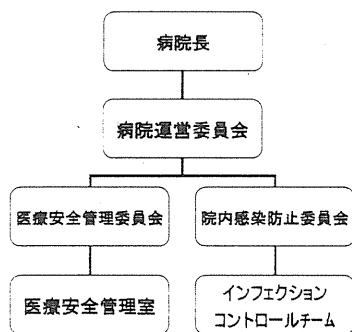 病院長
病院運営委員会
医療安全管理委員会
院内感染防止委員会
医療安全管理室
インフェクション
コントロールチーム